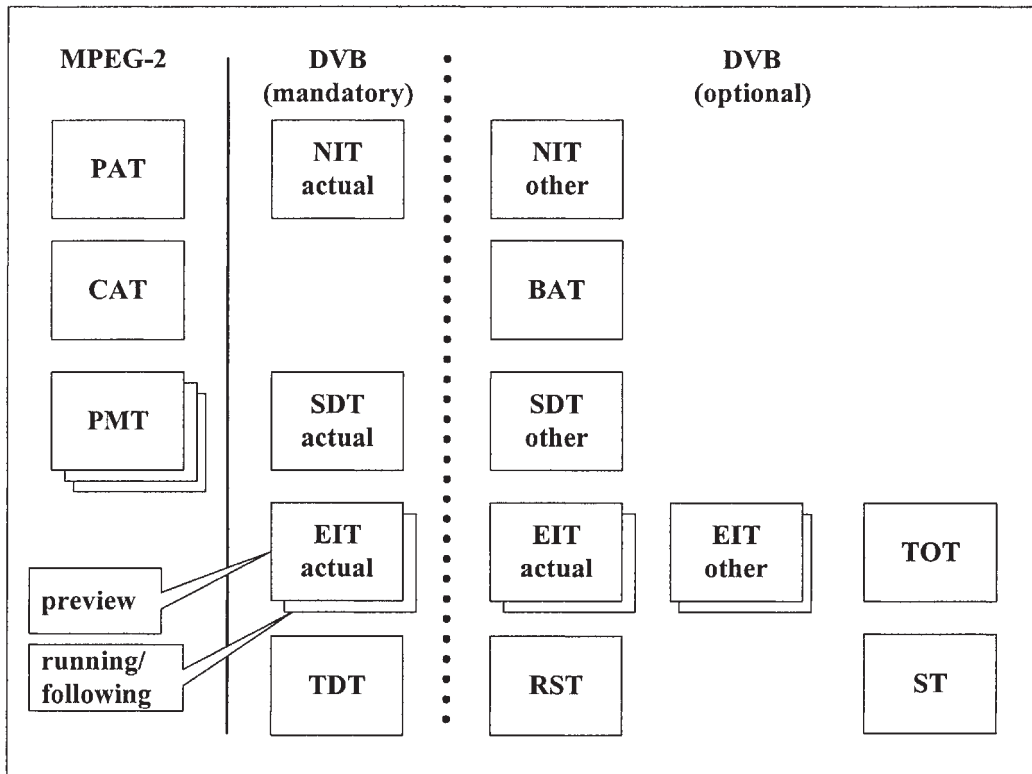 MPEG-2
DVB
(mandatory)
DVB
(optional)
PAT
NIT
actual
NIT
other
CAT
BAT
PMT
SDT
actual
SDT
other
EIT
actual
EIT
actual
EIT
other
TOT
preview
running/
following
TDT
RST
ST